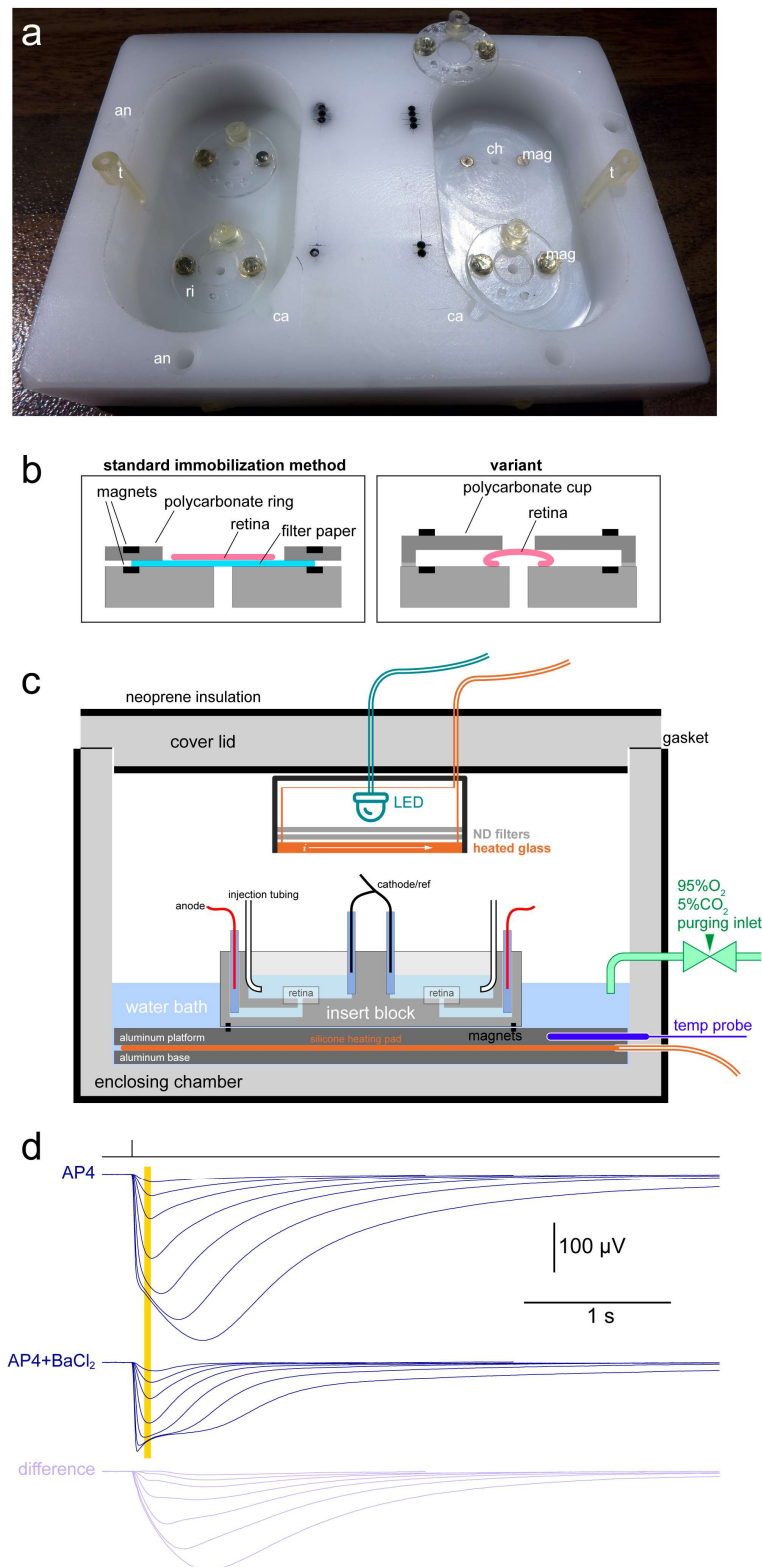 a
an
t
ri
an
ca
ch
mag
t
mag
ca
b
standard immobilization method
magnets
polycarbonate ring
retina
filter paper
variant
polycarbonate cup
retina
c
neoprene insulation
cover lid
gasket
LED
ND filters
heated glass
i
cathode/ref
injection tubing
anode
95%O₂
5%CO₂
purging inlet
retina
retina
water bath
insert block
magnets
temp probe
aluminum platform
silicone heating pad
aluminum base
enclosing chamber
d
AP4
100 µV
1 s
AP4+BaCl₂
difference